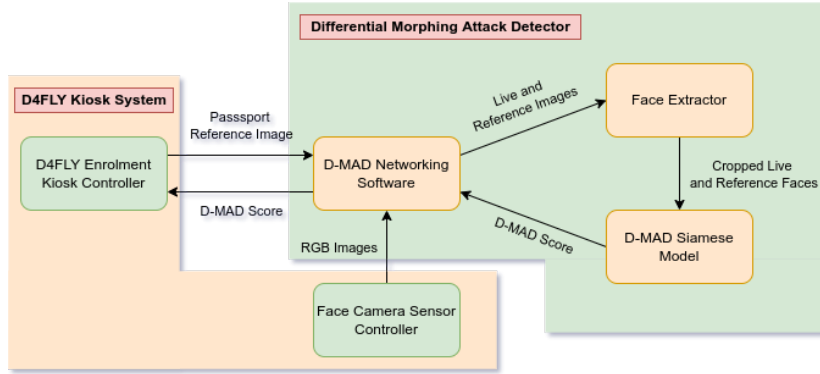 Differential Morphing Attack Detector
D4FLY Kiosk System
Passsport
Reference Image
Live and
Reference Images
Face Extractor
D4FLY Enrolment
Kiosk Controller
D-MAD Networking
Software
Cropped Live
and Reference Faces
D-MAD Score
D-MAD Score
RGB Images
D-MAD Siamese
Model
Face Camera Sensor
Controller